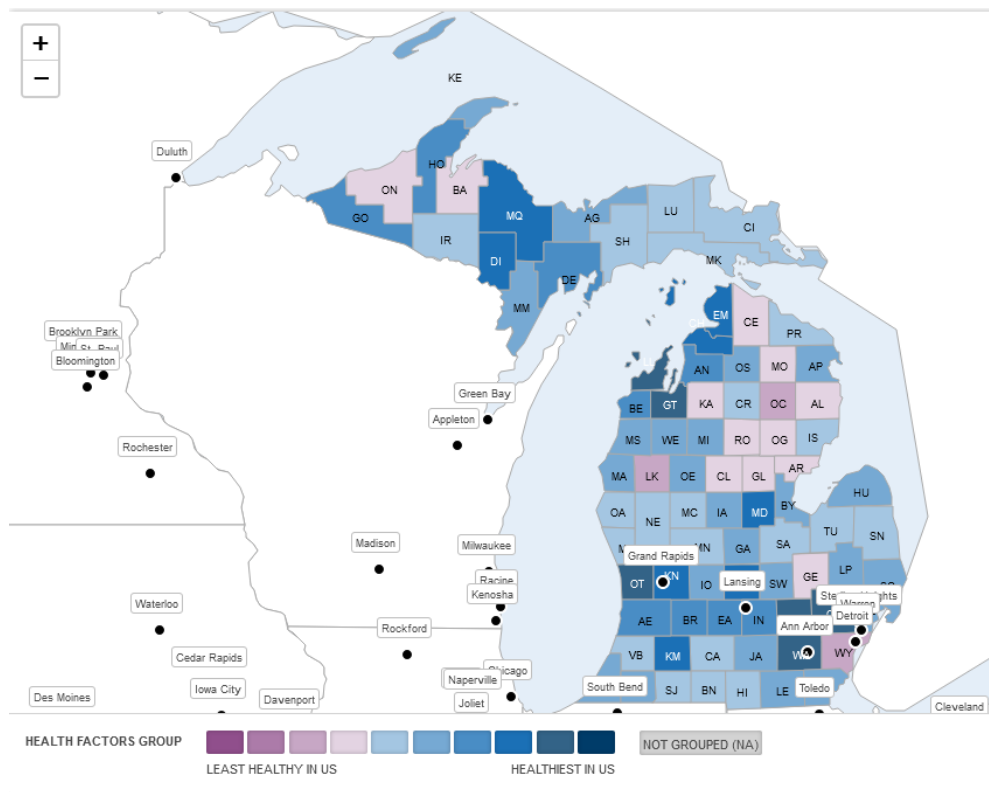 +
−
KE
Duluth
HO
ON
BA
GO
MQ
AG
LU
CI
IR
SH
DI
MK
DE
MM
EM
CE
PR
Brooklyn Park
St. Paul
Bloomington
AN
OS
MO
AP
Green Bay
BE
GT
KA
CR
OC
AL
Appleton
MS
WE
MI
RO
OG
IS
Rochester
MA
LK
OE
CL
GL
AR
HU
OA
NE
MC
IA
MD
BY
TU
SN
Madison
Milwaukee
MN
GA
SA
Grand Rapids
OT
KN
IO
Lansing
SW
GE
LP
Racine
Kenosha
Waterloo
Warren
Detroit
AE
BR
EA
IN
Rockford
Ann Arbor
VB
KM
CA
JA
WA
WY
Cedar Rapids
Chicago
Naperville
Joliet
Des Moines
Iowa City
Davenport
South Bend
SJ
BN
HI
LE
Toledo
Cleveland
HEALTH FACTORS GROUP
NOT GROUPED (NA)
LEAST HEALTHY IN US
HEALTHIEST IN US